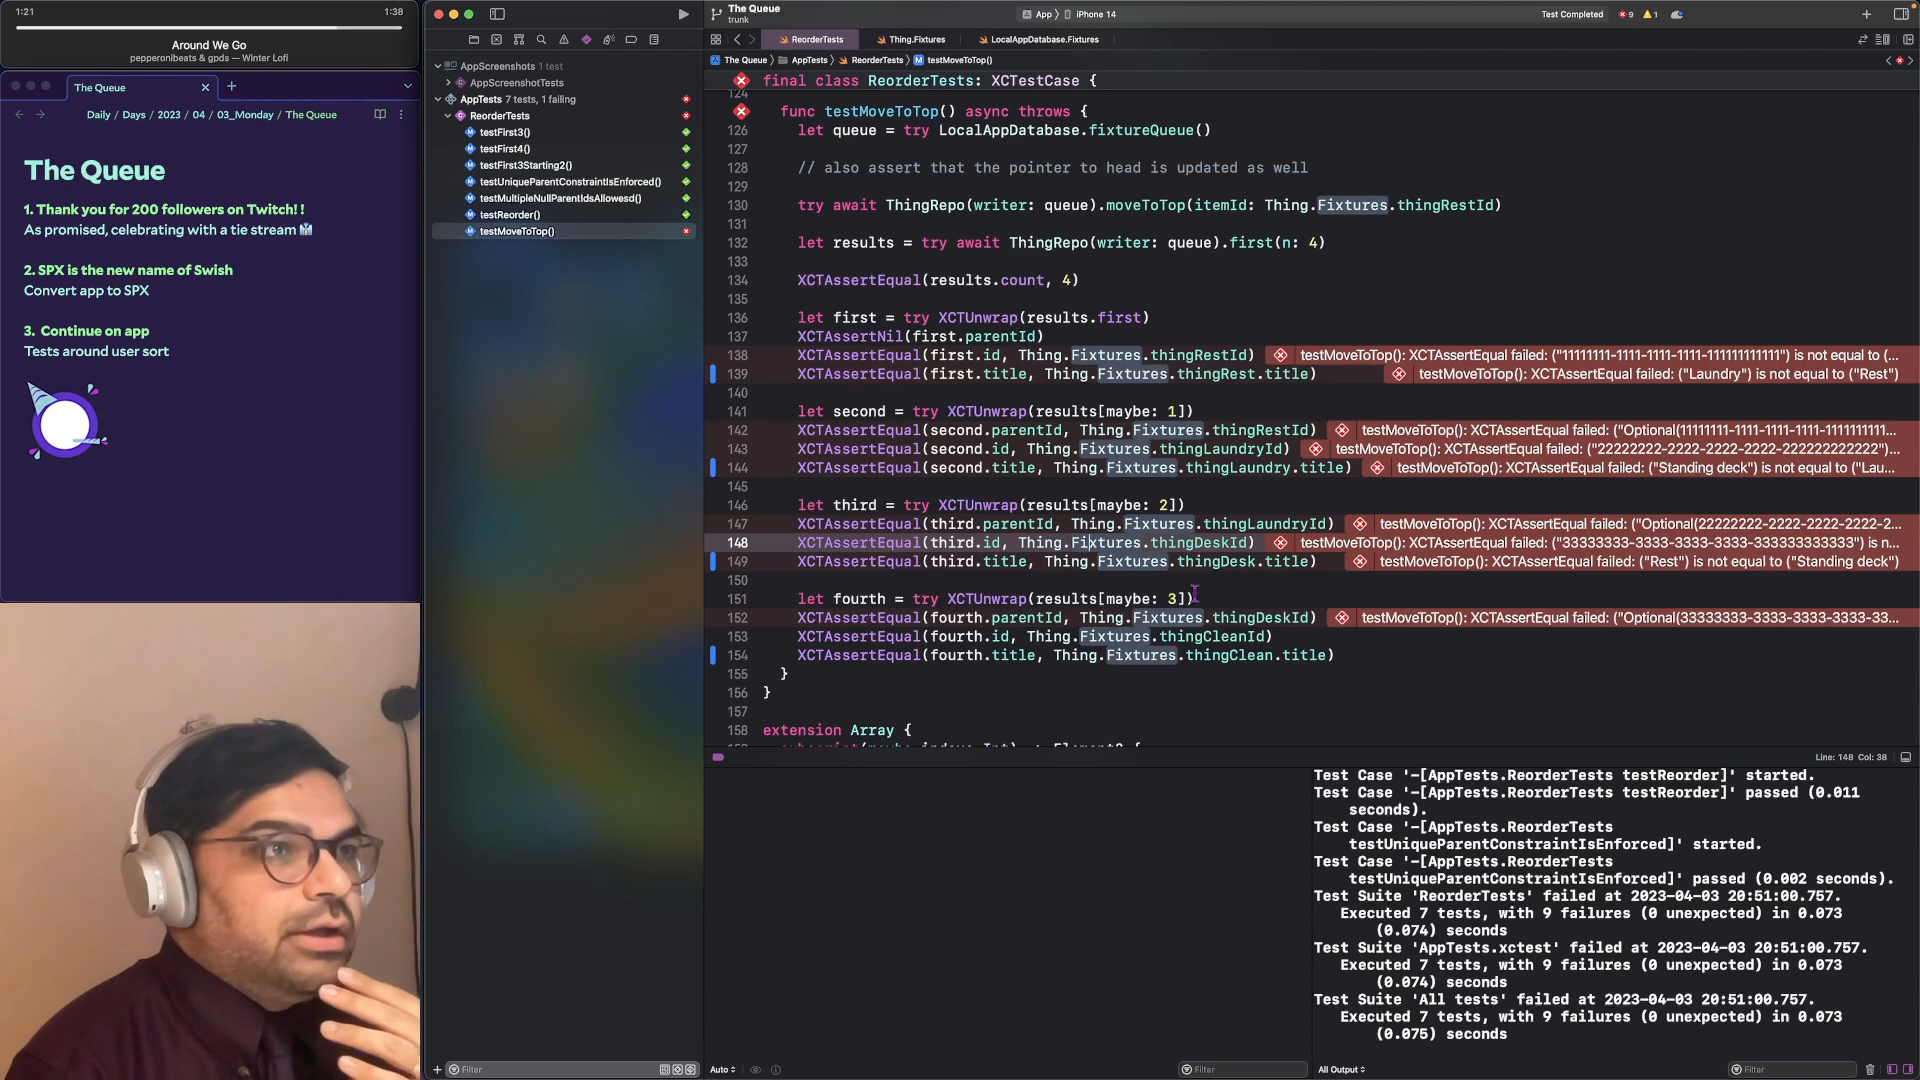 1:21
1:38
Around We Go
pepperonibeats & gpds — Winter Lofi
The Queue
Daily / Days / 2023 / 04 / 03_Monday / The Queue
The Queue
1. Thank you for 200 followers on Twitch! !
As promised, celebrating with a tie stream
2. SPX is the new name of Swish
Convert app to SPX
3. Continue on app
Tests around user sort
AppScreenshots 1 test
AppScreenshotTests
AppTests 7 tests, 1 failing
ReorderTests
testFirst3()
testFirst4()
testFirst3Starting2()
testUniqueParentConstraintIsEnforced()
testMultipleNullParentIdsAllowesd()
testReorder()
testMoveToTop()
Filter
The Queue
trunk
App
iPhone 14
Test Completed
9
1
ReorderTests
Thing.Fixtures
LocalAppDatabase.Fixtures
The Queue
AppTests
ReorderTests
testMoveToTop()
final class ReorderTests: XCTestCase {
124
func testMoveToTop() async throws {
126 let queue = try LocalAppDatabase.fixtureQueue()
127
128 // also assert that the pointer to head is updated as well
129
130 try await ThingRepo(writer: queue).moveToTop(itemId: Thing.Fixtures.thingRestId)
131
132 let results = try await ThingRepo(writer: queue).first(n: 4)
133
134 XCTAssertEqual(results.count, 4)
135
136 let first = try XCTUnwrap(results.first)
137 XCTAssertNil(first.parentId)
138 XCTAssertEqual(first.id, Thing.Fixtures.thingRestId) testMoveToTop(): XCTAssertEqual failed: ("11111111-1111-1111-1111-111111111111") is not equal to (...
139 XCTAssertEqual(first.title, Thing.Fixtures.thingRest.title) testMoveToTop(): XCTAssertEqual failed: ("Laundry") is not equal to ("Rest")
140
141 let second = try XCTUnwrap(results[maybe: 1])
142 XCTAssertEqual(second.parentId, Thing.Fixtures.thingRestId) testMoveToTop(): XCTAssertEqual failed: ("Optional(11111111-1111-1111-1111-1111111111...
143 XCTAssertEqual(second.id, Thing.Fixtures.thingLaundryId) testMoveToTop(): XCTAssertEqual failed: ("22222222-2222-2222-2222-222222222222")...
144 XCTAssertEqual(second.title, Thing.Fixtures.thingLaundry.title) testMoveToTop(): XCTAssertEqual failed: ("Standing deck") is not equal to ("Lau...
145
146 let third = try XCTUnwrap(results[maybe: 2])
147 XCTAssertEqual(third.parentId, Thing.Fixtures.thingLaundryId) testMoveToTop(): XCTAssertEqual failed: ("Optional(22222222-2222-2222-2222-2...
148 XCTAssertEqual(third.id, Thing.Fixtures.thingDeskId) testMoveToTop(): XCTAssertEqual failed: ("33333333-3333-3333-3333-333333333333") is n...
149 XCTAssertEqual(third.title, Thing.Fixtures.thingDesk.title) testMoveToTop(): XCTAssertEqual failed: ("Rest") is not equal to ("Standing deck")
150
151 let fourth = try XCTUnwrap(results[maybe: 3])
152 XCTAssertEqual(fourth.parentId, Thing.Fixtures.thingDeskId) testMoveToTop(): XCTAssertEqual failed: ("Optional(33333333-3333-3333-3333-33...
153 XCTAssertEqual(fourth.id, Thing.Fixtures.thingCleanId)
154 XCTAssertEqual(fourth.title, Thing.Fixtures.thingClean.title)
155 }
156 }
157
158 extension Array {
Line: 148 Col: 38
Test Case '-[AppTests.ReorderTests testReorder]' started.
Test Case '-[AppTests.ReorderTests testReorder]' passed (0.011
seconds).
Test Case '-[AppTests.ReorderTests
testUniqueParentConstraintIsEnforced]' started.
Test Case '-[AppTests.ReorderTests
testUniqueParentConstraintIsEnforced]' passed (0.002 seconds).
Test Suite 'ReorderTests' failed at 2023-04-03 20:51:00.757.
Executed 7 tests, with 9 failures (0 unexpected) in 0.073
(0.074) seconds
Test Suite 'AppTests.xctest' failed at 2023-04-03 20:51:00.757.
Executed 7 tests, with 9 failures (0 unexpected) in 0.073
(0.074) seconds
Test Suite 'All tests' failed at 2023-04-03 20:51:00.757.
Executed 7 tests, with 9 failures (0 unexpected) in 0.073
(0.075) seconds
Auto
Filter
All Output
Filter